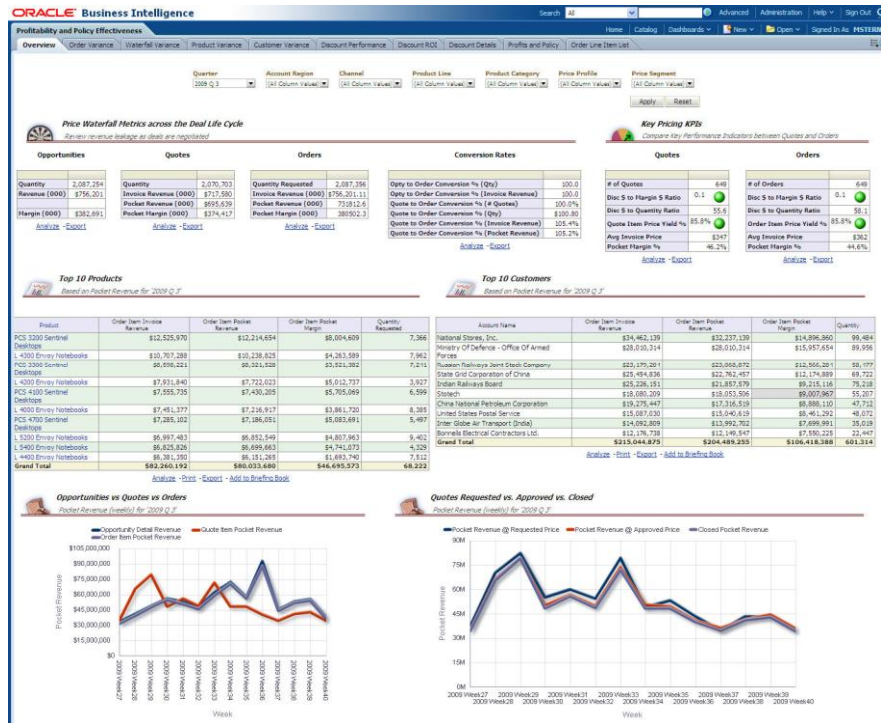 ORACLE Business Intelligence
Search All Advanced Administration Help Sign Out
Profitability and Policy Effectiveness
Home Catalog Dashboards New Open Signed In As MSTERN
Overview Order Variance Waterfall Variance Product Variance Customer Variance Discount Performance Discount ROI Discount Details Profits and Policy Order Line Item List
Quarter Account Region Channel Product Line Product Category Price Profile Price Segment
2009 Q 3 (All Column Values) (All Column Values) (All Column Values) (All Column Values) (All Column Values) (All Column Values)
Apply Reset
Price Waterfall Metrics across the Deal Life Cycle
Review revenue leakage as deals are negotiated
Opportunities
Quantity 2,087,254
Revenue (000) $756,201
Margin (000) $382,691
Analyze - Export
Quotes
Quantity 2,070,703
Invoice Revenue (000) $717,580
Pocket Revenue (000) $695,639
Pocket Margin (000) $374,417
Analyze - Export
Orders
Quantity Requested 2,087,356
Invoice Revenue (000) $756,201.11
Pocket Revenue (000) 731812.6
Pocket Margin (000) 380502.3
Analyze - Export
Conversion Rates
Opty to Order Conversion % (Qty) 100.0
Opty to Order Conversion % (Invoice Revenue) 100.0
Quote to Order Conversion % (# Quotes) 100.0%
Quote to Order Conversion % (Qty) $100.80
Quote to Order Conversion % (Invoice Revenue) 105.4%
Quote to Order Conversion % (Pocket Revenue) 105.2%
Analyze - Export
Key Pricing KPIs
Compare Key Performance Indicators between Quotes and Orders
Quotes
# of Quotes 649
Disc $ to Margin $ Ratio 0.1
Disc $ to Quantity Ratio 55.6
Quote Item Price Yield % 85.8%
Avg Invoice Price $347
Pocket Margin % 46.2%
Analyze - Export
Orders
# of Orders 649
Disc $ to Margin $ Ratio 0.1
Disc $ to Quantity Ratio 58.1
Order Item Price Yield % 85.8%
Avg Invoice Price $362
Pocket Margin % 44.6%
Analyze - Export
Top 10 Products
Based on Pocket Revenue for '2009 Q 3'
Product Order Item Invoice Revenue Order Item Pocket Revenue Order Item Pocket Margin Quantity Requested
PCS 3200 Sentinel Desktops $12,525,970 $12,214,654 $8,004,609 7,366
L 4300 Envoy Notebooks $10,707,288 $10,238,825 $4,263,589 7,962
PCS 3300 Sentinel Desktops $8,321,528 $3,521,382 7,241
L 4200 Envoy Notebooks $7,931,840 $7,722,023 $5,012,737 3,927
PCS 4100 Sentinel Desktops $7,555,735 $7,430,205 $5,705,069 6,599
L 4000 Envoy Notebooks $7,451,377 $7,216,917 $3,861,720 8,385
PCS 4700 Sentinel Desktops $7,285,102 $7,186,051 $5,083,691 5,497
L 5200 Envoy Notebooks $6,997,483 $6,852,549 $4,807,963 9,402
L 5400 Envoy Notebooks $6,825,826 $6,699,663 $4,741,073 4,329
L 4400 Envoy Notebooks $6,381,350 $6,151,265 $1,693,740 7,512
Grand Total $82,260,192 $80,033,680 $46,695,573 68,222
Analyze - Print - Export - Add to Briefing Book
Top 10 Customers
Based on Pocket Revenue for '2009 Q 3'
Account Name Order Item Invoice Revenue Order Item Pocket Revenue Order Item Pocket Margin Quantity
National Stores, Inc. $34,462,139 $32,237,139 $14,896,860 99,484
Ministry Of Defence - Office Of Armed Forces $28,010,314 $28,010,314 $15,957,654 89,956
Russian Railways Joint Stock Company $23,068,872 58,477
State Grid Corporation of China $25,454,836 $22,762,457 $12,174,889 69,722
Indian Railways Board $25,226,151 $21,857,579 $9,215,116 75,218
Stotech $18,080,209 $18,053,506 $9,007,967 55,207
China National Petroleum Corporation $19,275,447 $17,316,519 $8,888,110 47,712
United States Postal Service $15,087,030 $15,040,619 $8,461,292 48,072
Inter Globe Air Transport (India) $14,092,809 $13,992,702 $7,699,991 35,019
Bonnells Electrical Contractors Ltd. $12,176,738 $12,149,547 $7,550,225 22,447
Grand Total $215,044,875 $204,489,255 $106,418,388 601,314
Analyze - Print - Export - Add to Briefing Book
Opportunities vs Quotes vs Orders
Pocket Revenue (weekly) for '2009 Q 3'
Opportunity Detail Revenue Quote Item Pocket Revenue
Order Item Pocket Revenue
$105,000,000
$90,000,000
$75,000,000
$60,000,000
$45,000,000
$30,000,000
$15,000,000
$0
Pocket Revenue
2009 Week27
2009 Week28
2009 Week29
2009 Week30
2009 Week31
2009 Week32
2009 Week33
2009 Week34
2009 Week35
2009 Week36
2009 Week37
2009 Week38
2009 Week39
2009 Week40
Week
Quotes Requested vs. Approved vs. Closed
Pocket Revenue (weekly) for '2009 Q 3'
Pocket Revenue @ Requested Price Pocket Revenue @ Approved Price Closed Pocket Revenue
90M
75M
60M
45M
30M
15M
0M
Pocket Revenue
2009 Week27 2009 Week29 2009 Week31 2009 Week33 2009 Week35 2009 Week37 2009 Week39
2009 Week28 2009 Week30 2009 Week32 2009 Week34 2009 Week36 2009 Week38 2009 Week40
Week